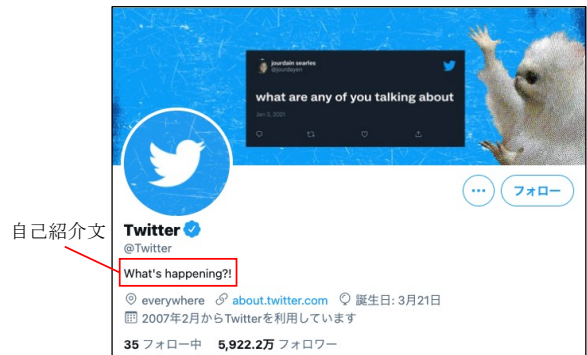 jourdain searles
@jourdayen
what are any of you talking about
Jan 5, 2021
フォロー
自己紹介文
Twitter
@Twitter
What's happening?!
everywhere about.twitter.com 誕生日: 3月21日
2007年2月からTwitterを利用しています
35 フォロー中 5,922.2万 フォロワー